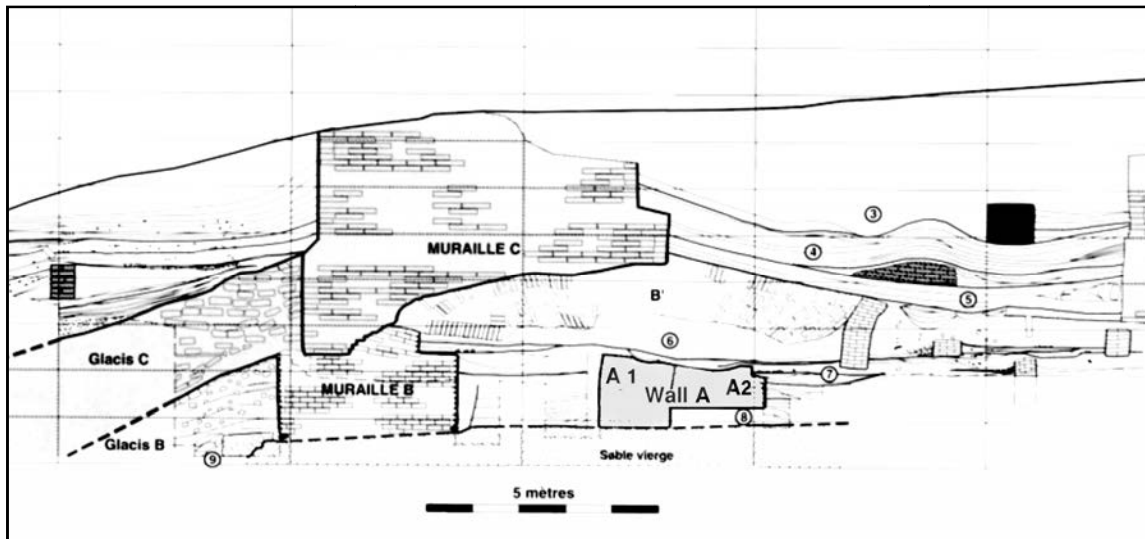 ③
④
MURAILLE C
⑤
B'
⑥
Glacis C
A 1
A2
⑦
Wall A
MURAILLE B
⑧
Glacis B
Sable vierge
⑨
5 mètres